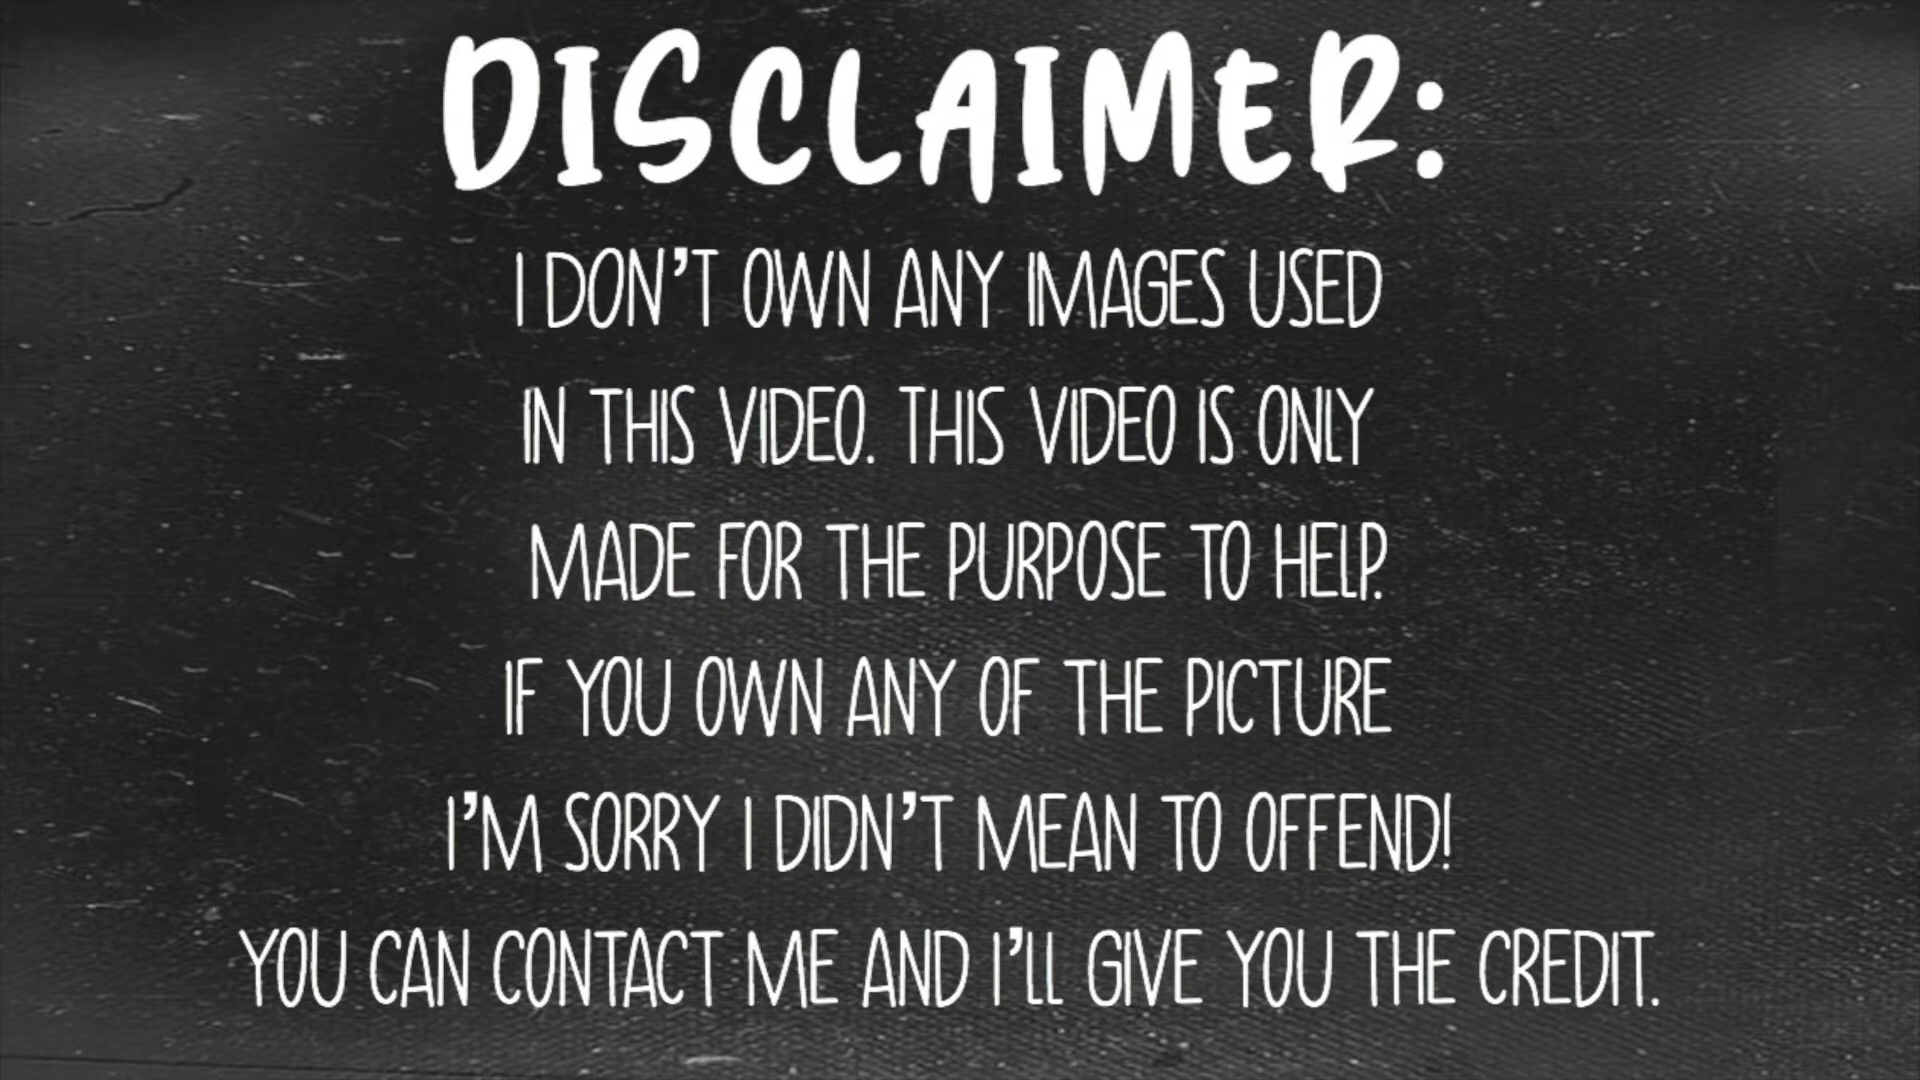 DISCLAIMER:
I DON'T OWN ANY IMAGES USED
IN THIS VIDEO. THIS VIDEO IS ONLY
MADE FOR THE PURPOSE TO HELP.
IF YOU OWN ANY OF THE PICTURE
I'M SORRY I DIDN'T MEAN TO OFFEND!
YOU CAN CONTACT ME AND I'LL GIVE YOU THE CREDIT.